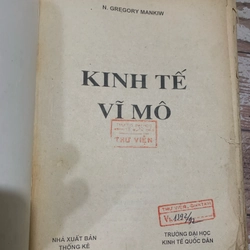 N. GREGORY MANKIW
KINH TẾ
VĨ MÔ
THƯ VIỆN
NHÀ XUẤT BẢN
THỐNG KÊ
TRƯỜNG ĐẠI HỌC
KINH TẾ QUỐC DÂN